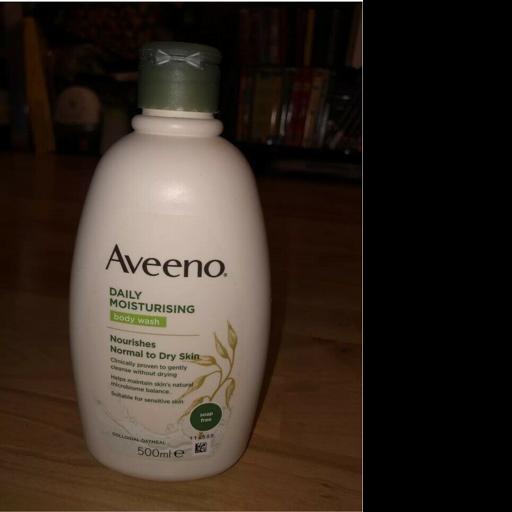 Aveeno®
DAILY
MOISTURISING
body wash
Nourishes
Normal to Dry Skin
Clinically proven to gently
cleanse without drying
Helps maintain skin's natural
microbiome balance
Suitable for sensitive skin
soap
free
COLLOIDAL OATMEAL
500ml e